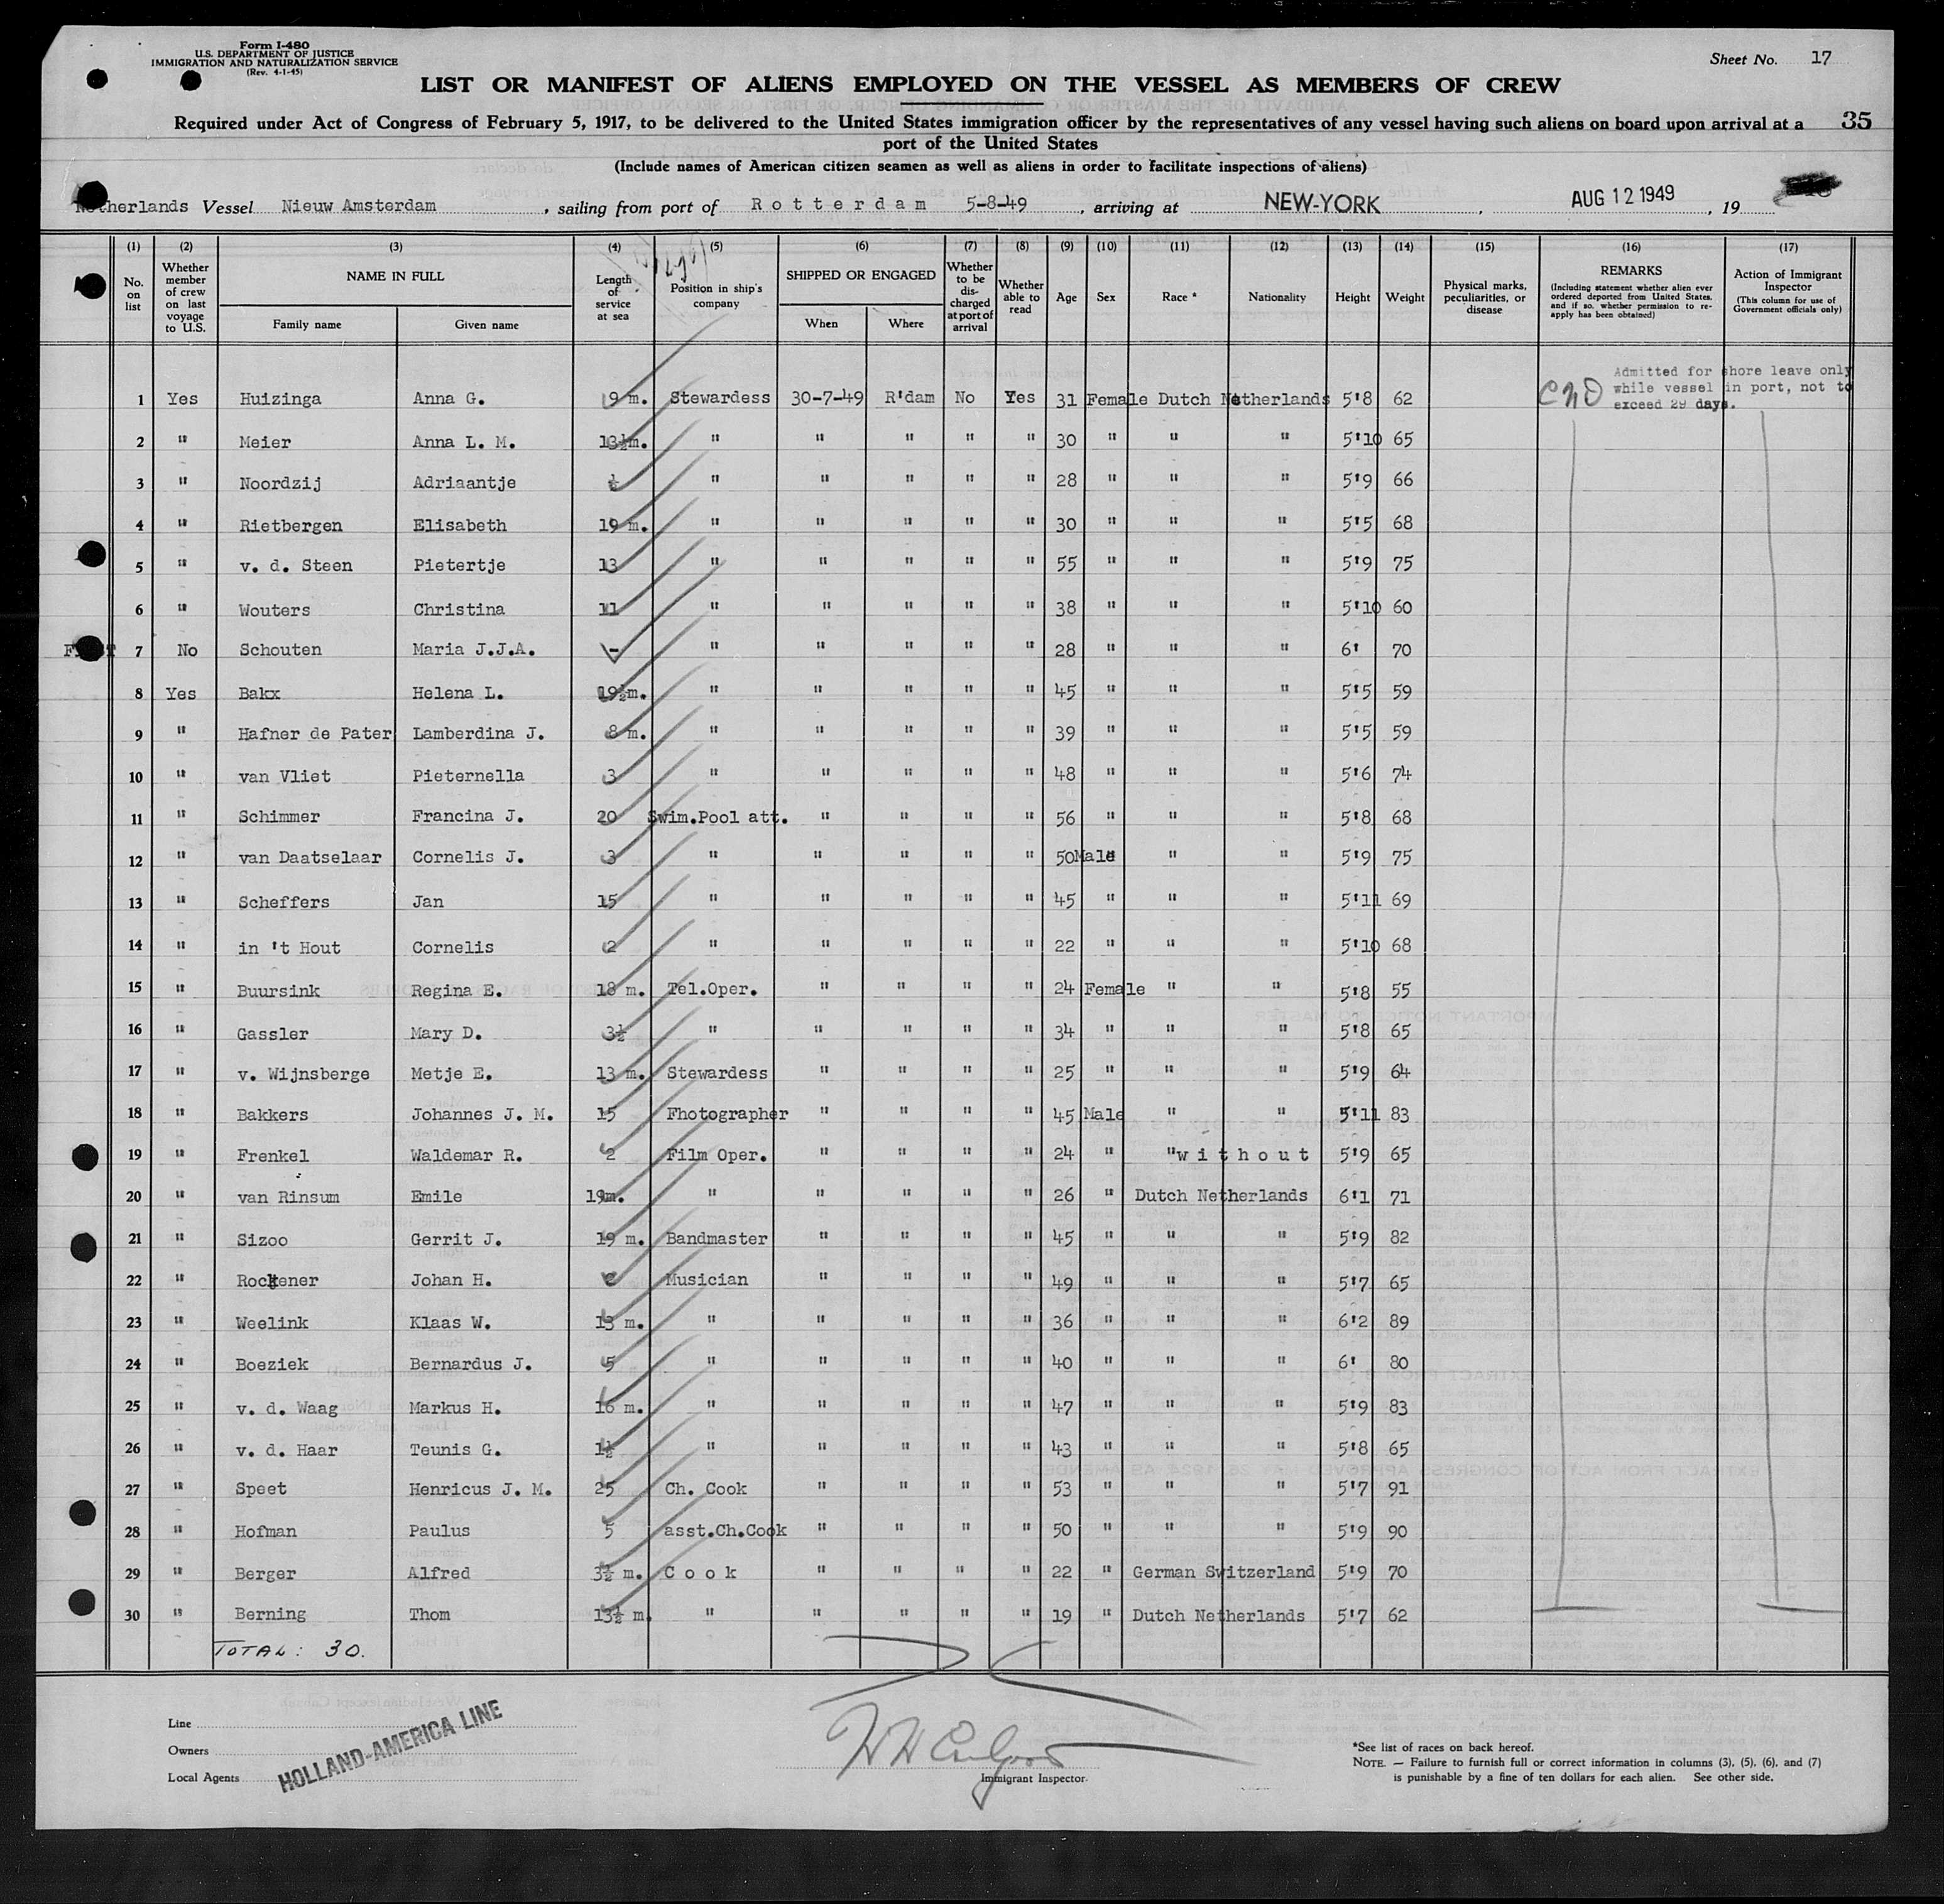 Form I-480
U.S. DEPARTMENT OF JUSTICE
IMMIGRATION AND NATURALIZATION SERVICE
(Rev. 4-1-45)
Sheet No. 17
LIST OR MANIFEST OF ALIENS EMPLOYED ON THE VESSEL AS MEMBERS OF CREW
Required under Act of Congress of February 5, 1917, to be delivered to the United States immigration officer by the representatives of any vessel having such aliens on board upon arrival at a
35
port of the United States
(Include names of American citizen seamen as well as aliens in order to facilitate inspections of aliens)
Netherlands Vessel Nieuw Amsterdam , sailing from port of Rotterdam 5-8-49 , arriving at NEW-YORK , AUG 12 1949 , 19
(1) (2) (3) (4) (5) (6) (7) (8) (9) (10) (11) (12) (13) (14) (15) (16) (17)
No. on list
Whether member of crew on last voyage to U.S.
NAME IN FULL
Family name Given name
Length of service at sea
Position in ship's company
SHIPPED OR ENGAGED
When Where
Whether to be discharged at port of arrival
Whether able to read
Age Sex Race * Nationality Height Weight
Physical marks, peculiarities, or disease
REMARKS
(Including statement whether alien ever ordered deported from United States, and if so, whether permission to re-apply has been obtained)
Action of Immigrant Inspector
(This column for use of Government officials only)
Admitted for shore leave only
while vessel in port, not to
exceed 29 days.
1 Yes Huizinga Anna G. 9 m. Stewardess 30-7-49 R'dam No Yes 31 Female Dutch Netherlands 5'8 62
2 " Meier Anna L. M. 13½m. " " " " " 30 " " " 5'10 65
3 " Noordzij Adriaantje ½ " " " " " 28 " " " 5'9 66
4 " Rietbergen Elisabeth 19 m. " " " " " 30 " " " 5'5 68
5 " v. d. Steen Pietertje 13 " " " " " 55 " " " 5'9 75
6 " Wouters Christina 11 " " " " " 38 " " " 5'10 60
7 No Schouten Maria J.J.A. - " " " " " 28 " " " 6' 70
8 Yes Bakx Helena L. 19½m. " " " " " 45 " " " 5'5 59
9 " Hafner de Pater Lamberdina J. 8 m. " " " " " 39 " " " 5'5 59
10 " van Vliet Pieternella 3 " " " " " 48 " " " 5'6 74
11 " Schimmer Francina J. 20 Swim.Pool att. " " " " 56 " " " 5'8 68
12 " van Daatselaar Cornelis J. 3 " " " " " 50 Male " " 5'9 75
13 " Scheffers Jan 15 " " " " " 45 " " " 5'11 69
14 " in 't Hout Cornelis 2 " " " " " 22 " " " 5'10 68
15 " Buursink Regina E. 18 m. Tel.Oper. " " " " 24 Female " " 5'8 55
16 " Gassler Mary D. 3½ " " " " " 34 " " " 5'8 65
17 " v. Wijnsberge Metje E. 13 m. Stewardess " " " " 25 " " " 5'9 64
18 " Bakkers Johannes J. M. 15 Fhotographer " " " " 45 Male " " 5'11 83
19 " Frenkel Waldemar R. 2 Film Oper. " " " " 24 " " without 5'9 65
20 " van Rinsum Emile 19m. " " " " " 26 " Dutch Netherlands 6'1 71
21 " Sizoo Gerrit J. 19 m. Bandmaster " " " " 45 " " " 5'9 82
22 " Rockener Johan H. Musician " " " " 49 " " " 5'7 65
23 " Weelink Klaas W. 13 m. " " " " " 36 " " " 6'2 89
24 " Boeziek Bernardus J. 5 " " " " " 40 " " " 6' 80
25 " v. d. Waag Markus H. 16 m. " " " " " 47 " " " 5'9 83
26 " v. d. Haar Teunis G. 1½ " " " " " 43 " " " 5'8 65
27 " Speet Henricus J. M. 25 Ch. Cook " " " " 53 " " " 5'7 91
28 " Hofman Paulus 5 asst.Ch.Cook " " " " 50 " " " 5'9 90
29 " Berger Alfred 3½ m. Cook " " " " 22 " German Switzerland 5'9 70
30 " Berning Thom 13½ m. " " " " " 19 " Dutch Netherlands 5'7 62
TOTAL: 30.
Line
Owners
Local Agents
HOLLAND-AMERICA LINE
Immigrant Inspector
*See list of races on back hereof.
NOTE. — Failure to furnish full or correct information in columns (3), (5), (6), and (7)
is punishable by a fine of ten dollars for each alien. See other side.